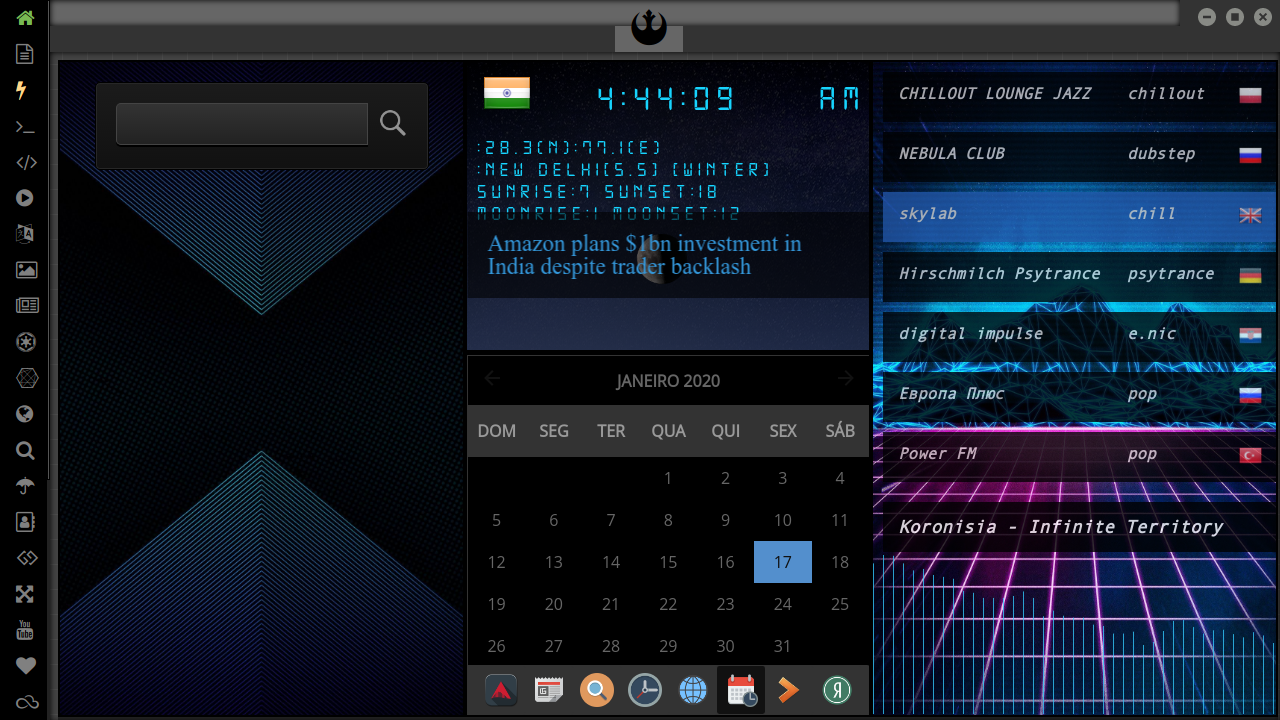 4:44:09 AM
:28.3(N):77.1(E)
:NEW DELHI(5.5) (WINTER)
SUNRISE:7 SUNSET:18
MOONRISE:1 MOONSET:12
Amazon plans $1bn investment in
India despite trader backlash
JANEIRO 2020
DOM SEG TER QUA QUI SEX SÁB
1 2 3 4
5 6 7 8 9 10 11
12 13 14 15 16 17 18
19 20 21 22 23 24 25
26 27 28 29 30 31
CHILLOUT LOUNGE JAZZ chillout
NEBULA CLUB dubstep
skylab chill
Hirschmilch Psytrance psytrance
digital impulse e.nic
Европа Плюс pop
Power FM pop
Koronisia - Infinite Territory
You
Tube
Я